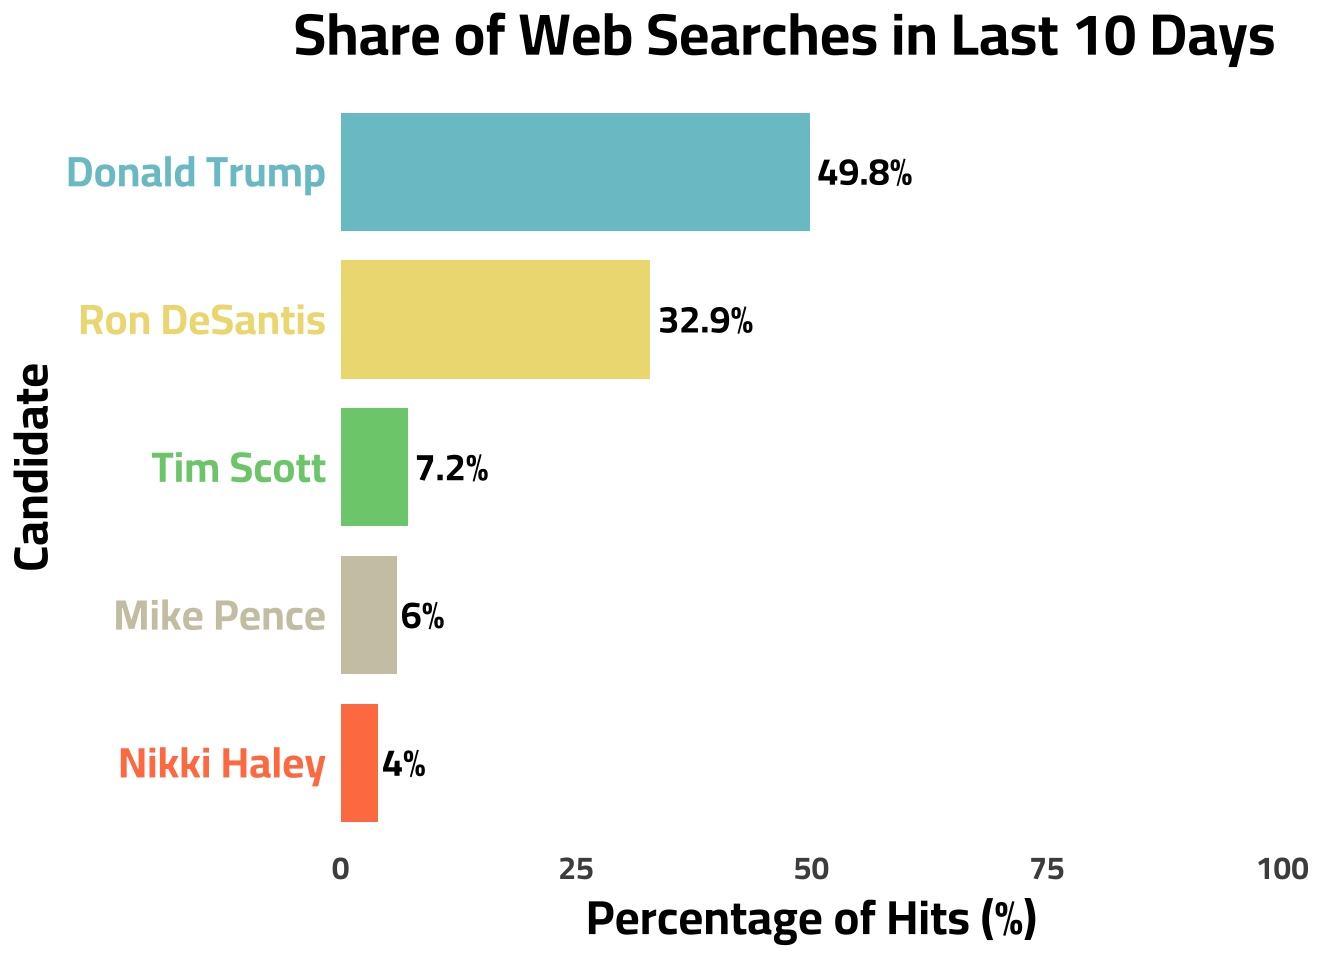 Share of Web Searches in Last 10 Days
Candidate
Donald Trump 49.8%
Ron DeSantis 32.9%
Tim Scott 7.2%
Mike Pence 6%
Nikki Haley 4%
0 25 50 75 100
Percentage of Hits (%)